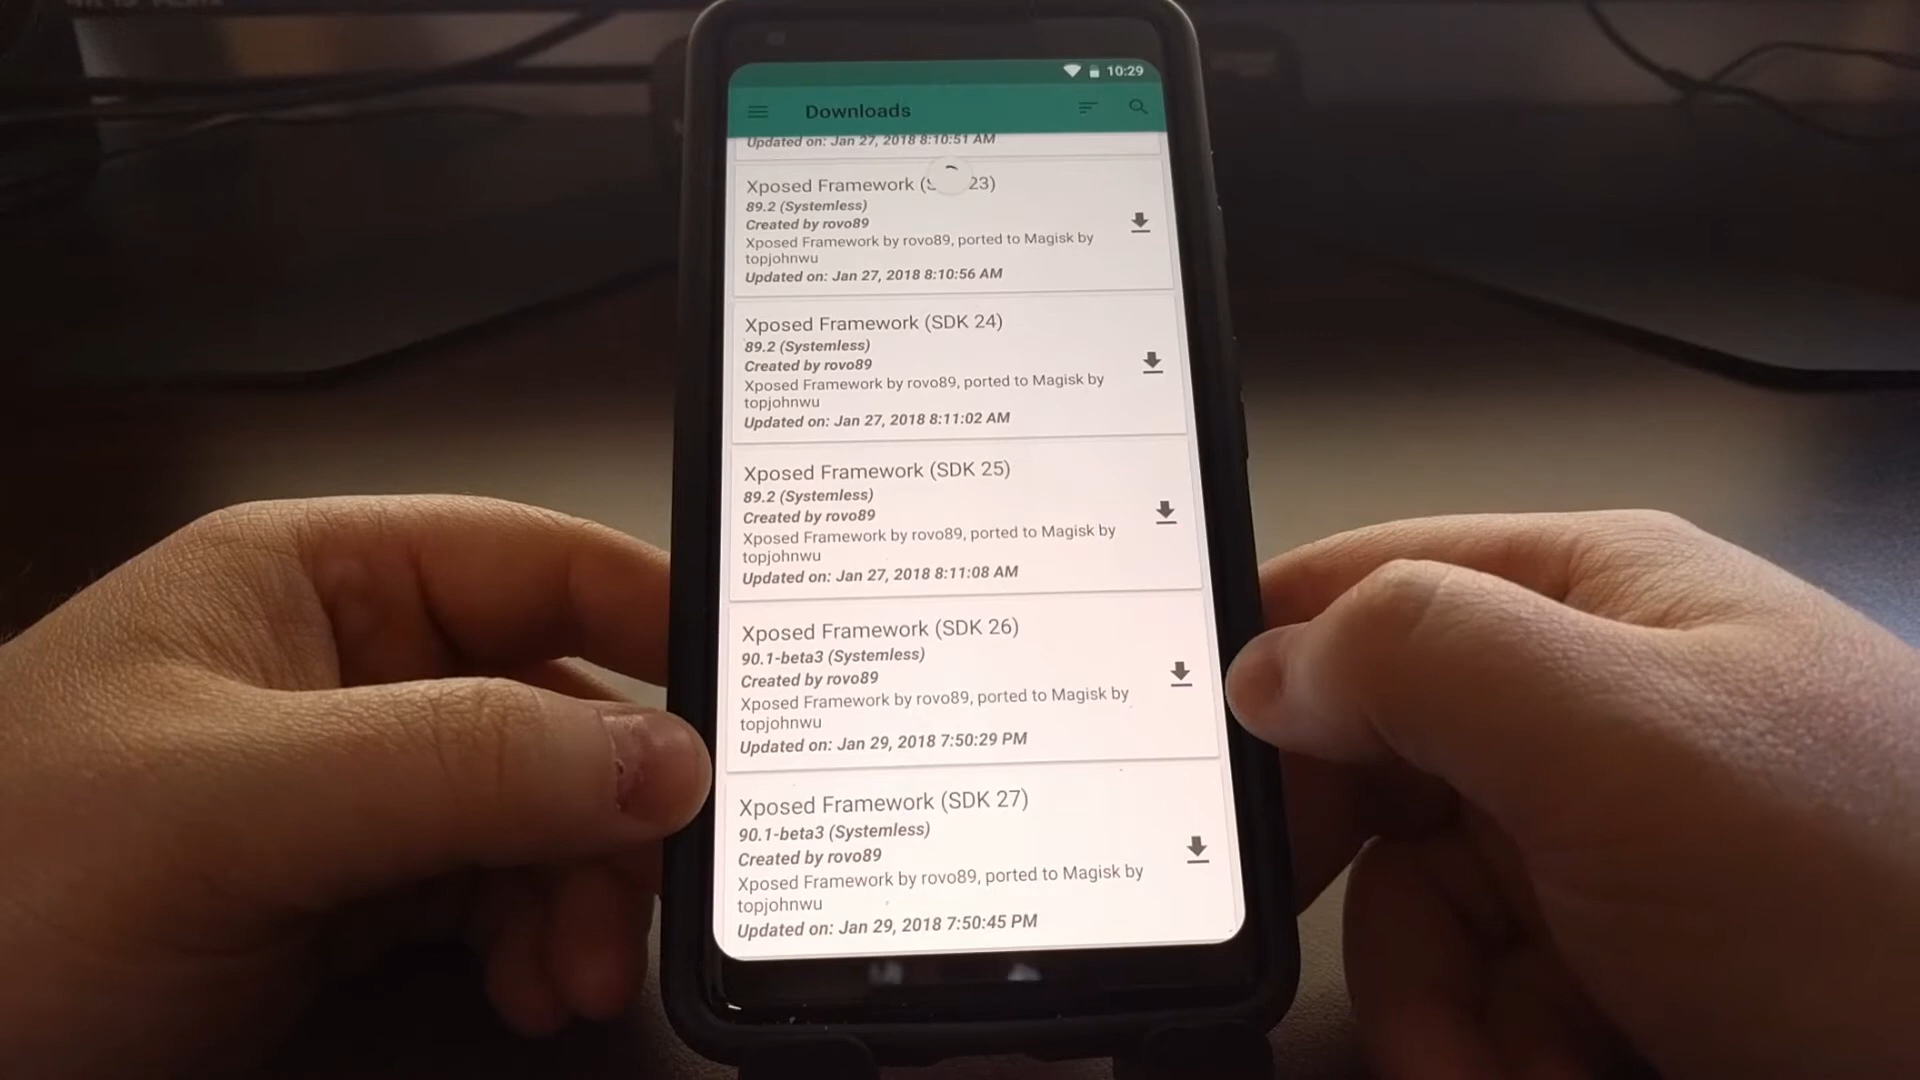 10:29
Downloads
Updated on: Jan 27, 2018 8:10:51 AM
Xposed Framework (S 23)
89.2 (Systemless)
Created by rovo89
Xposed Framework by rovo89, ported to Magisk by
topjohnwu
Updated on: Jan 27, 2018 8:10:56 AM
Xposed Framework (SDK 24)
89.2 (Systemless)
Created by rovo89
Xposed Framework by rovo89, ported to Magisk by
topjohnwu
Updated on: Jan 27, 2018 8:11:02 AM
Xposed Framework (SDK 25)
89.2 (Systemless)
Created by rovo89
Xposed Framework by rovo89, ported to Magisk by
topjohnwu
Updated on: Jan 27, 2018 8:11:08 AM
Xposed Framework (SDK 26)
90.1-beta3 (Systemless)
Created by rovo89
Xposed Framework by rovo89, ported to Magisk by
topjohnwu
Updated on: Jan 29, 2018 7:50:29 PM
Xposed Framework (SDK 27)
90.1-beta3 (Systemless)
Created by rovo89
Xposed Framework by rovo89, ported to Magisk by
topjohnwu
Updated on: Jan 29, 2018 7:50:45 PM